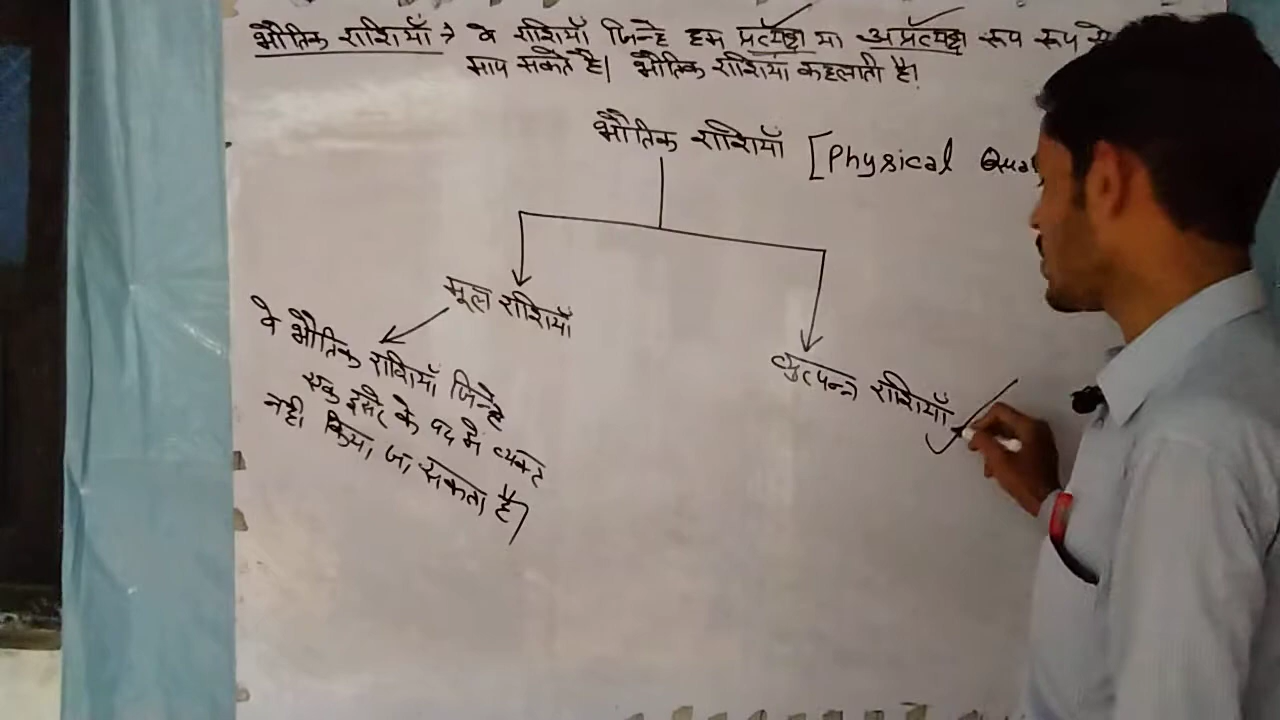 भौतिक राशियाँ → वे राशियाँ जिन्हे हम प्रत्यक्ष या अप्रत्यक्ष रूप रूप से
माप सकते है। भौतिक राशियाँ कहलाती है।
भौतिक राशियाँ [Physical Qua
मूल राशियाँ
व्युत्पन्न राशियाँ
वे भौतिक राशियाँ जिन्हे
एक दूसरे के पद मे व्यक्त
नही किया जा सकता है।